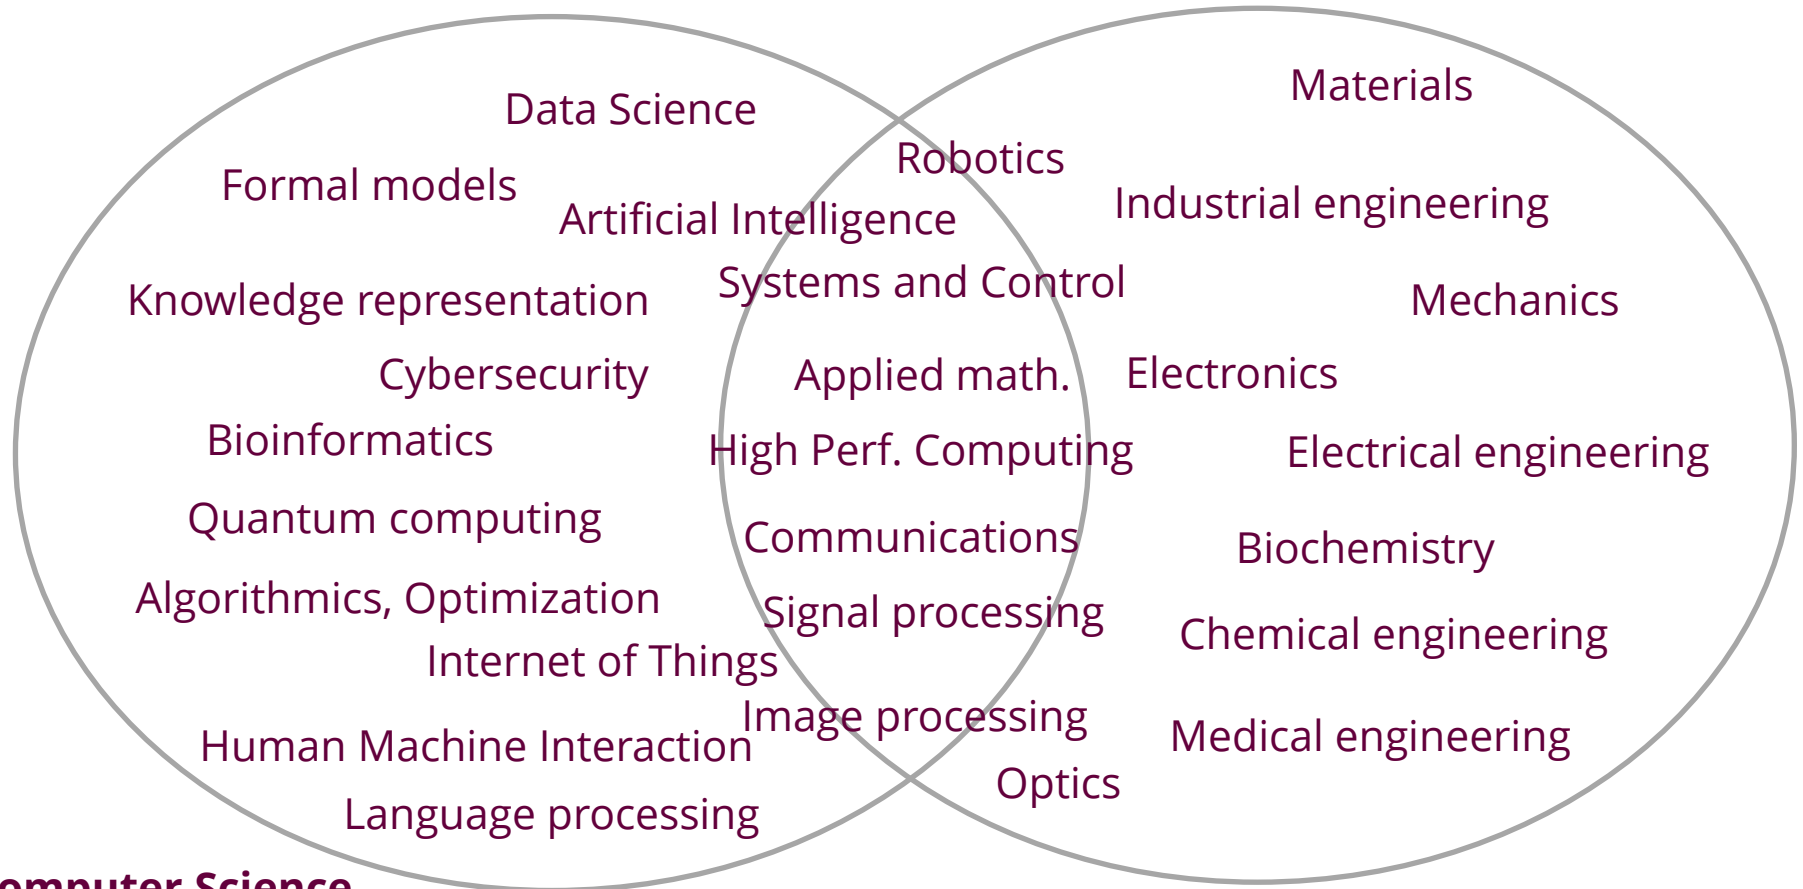 Data Science
Formal models
Artificial Intelligence
Knowledge representation
Cybersecurity
Bioinformatics
Quantum computing
Algorithmics, Optimization
Internet of Things
Human Machine Interaction
Language processing
Robotics
Systems and Control
Applied math.
High Perf. Computing
Communications
Signal processing
Image processing
Optics
Materials
Industrial engineering
Mechanics
Electronics
Electrical engineering
Biochemistry
Chemical engineering
Medical engineering
omputer Science